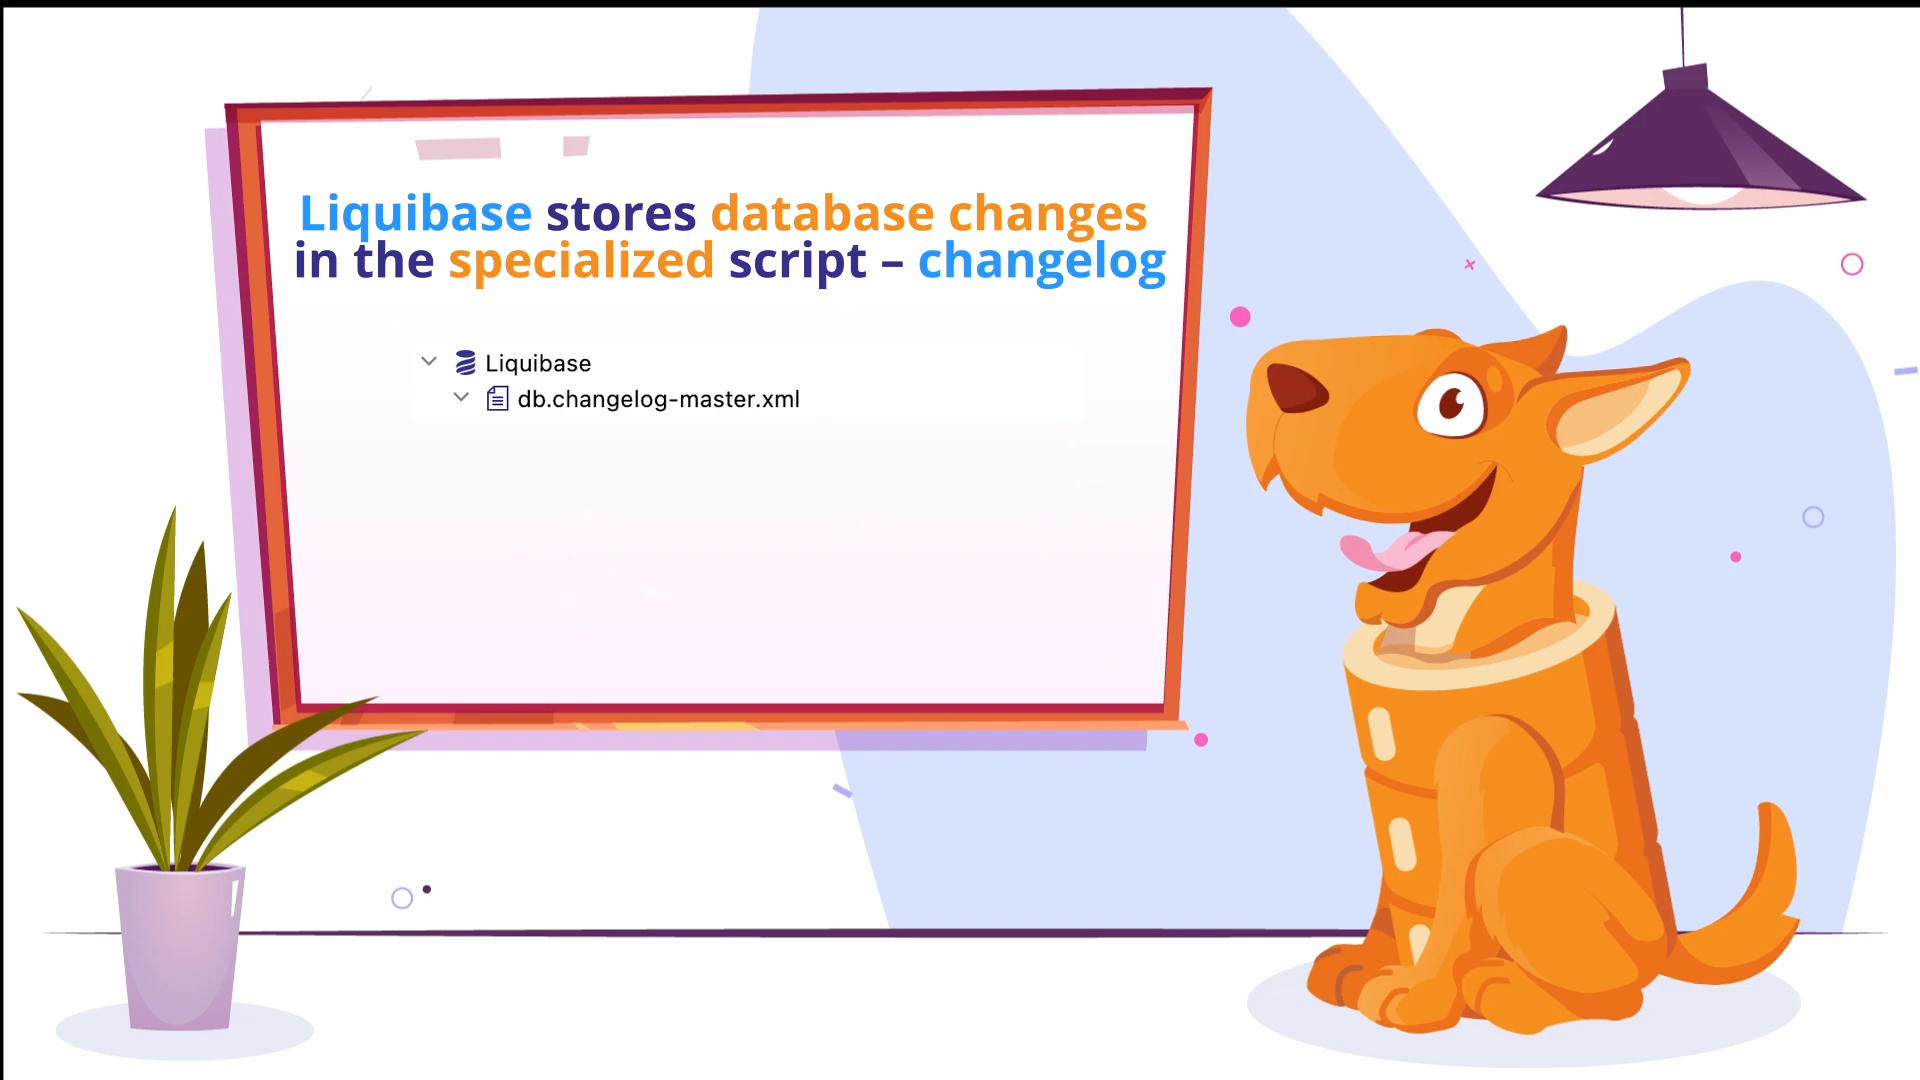 Liquibase stores database changes
in the specialized script – changelog
Liquibase
db.changelog-master.xml